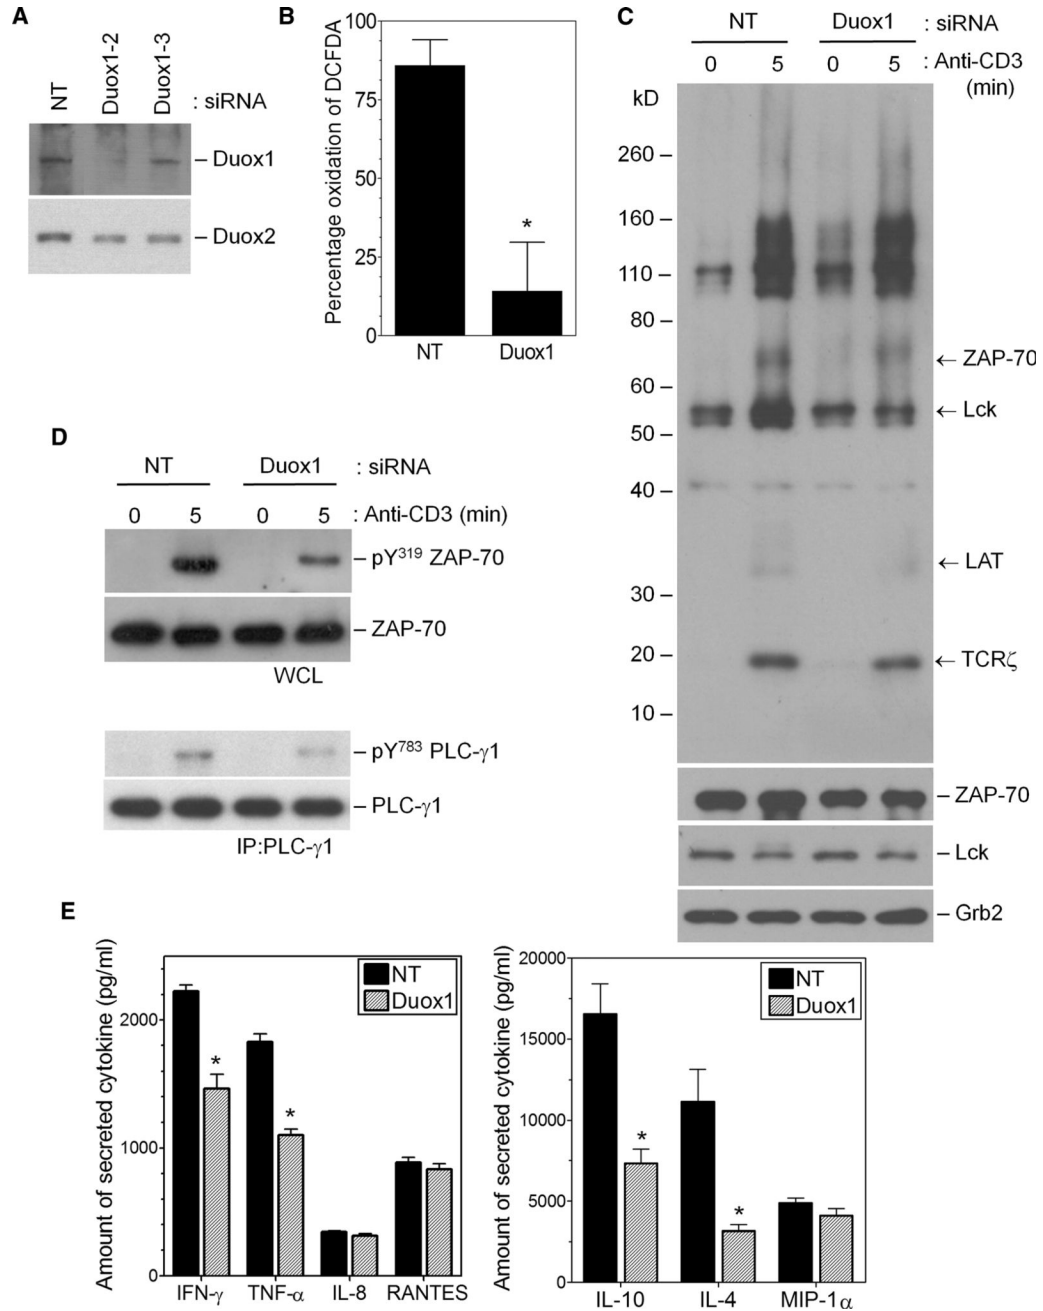 A
NT
Duox1-2
Duox1-3
: siRNA
Duox1
Duox2
B
Percentage oxidation of DCFDA
100
75
50
25
0
*
NT Duox1
C
NT Duox1 : siRNA
0 5 0 5 : Anti-CD3
(min)
kD
260
160
110
80
60
50
40
30
20
10
← ZAP-70
← Lck
← LAT
← TCRζ
ZAP-70
Lck
Grb2
D
NT Duox1 : siRNA
0 5 0 5 : Anti-CD3 (min)
pY319 ZAP-70
ZAP-70
WCL
pY783 PLC-γ1
PLC-γ1
IP:PLC-γ1
E
Amount of secreted cytokine (pg/ml)
2000
1000
0
NT
Duox1
*
*
IFN-γ TNF-α IL-8 RANTES
Amount of secreted cytokine (pg/ml)
20000
15000
10000
5000
0
NT
Duox1
*
*
IL-10 IL-4 MIP-1α